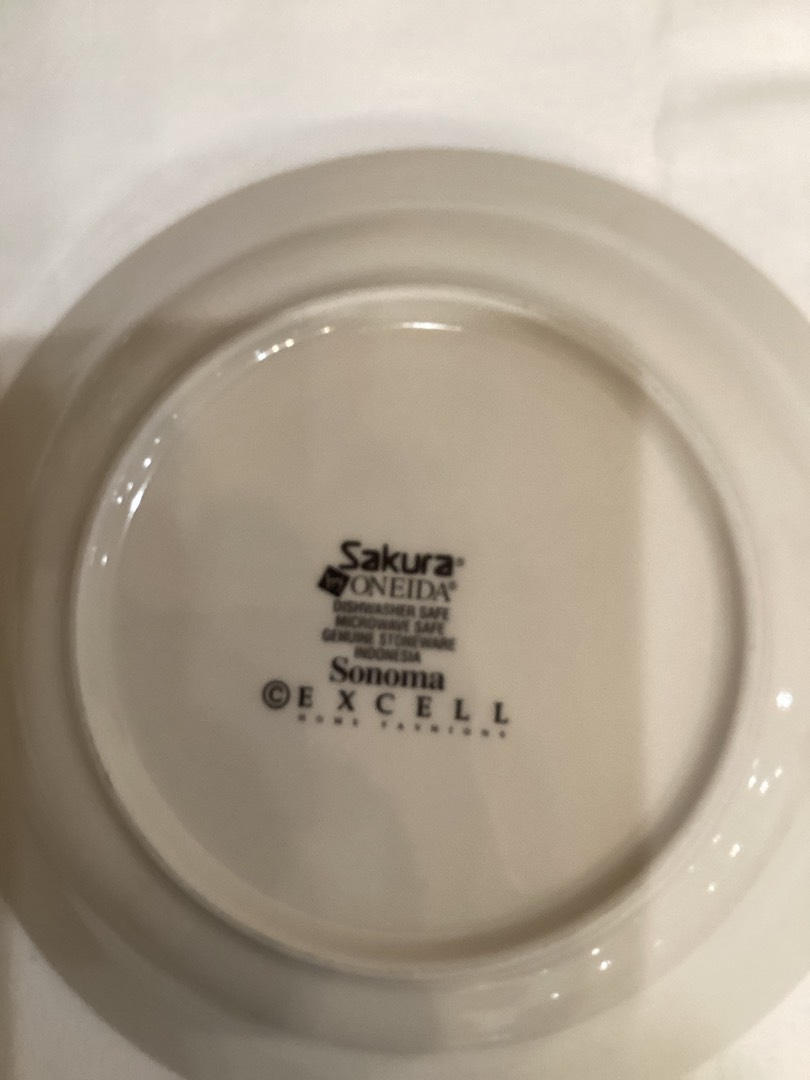 Sakura®
by ONEIDA®
DISHWASHER SAFE
MICROWAVE SAFE
GENUINE STONEWARE
INDONESIA
Sonoma
©EXCELL
HOME FASHIONS